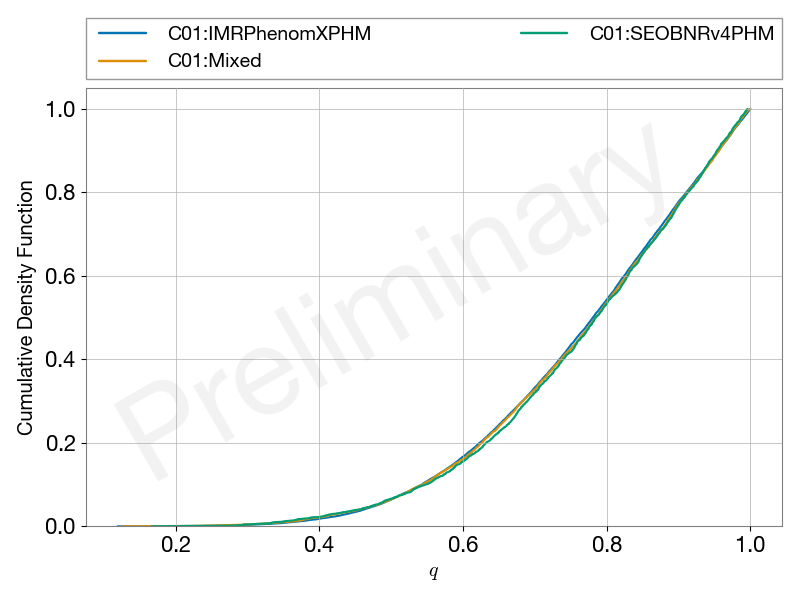 C01:IMRPhenomXPHM
C01:SEOBNRv4PHM
C01:Mixed
Preliminary
Cumulative Density Function
1.0
0.8
0.6
0.4
0.2
0.0
0.2 0.4 0.6 0.8 1.0
q